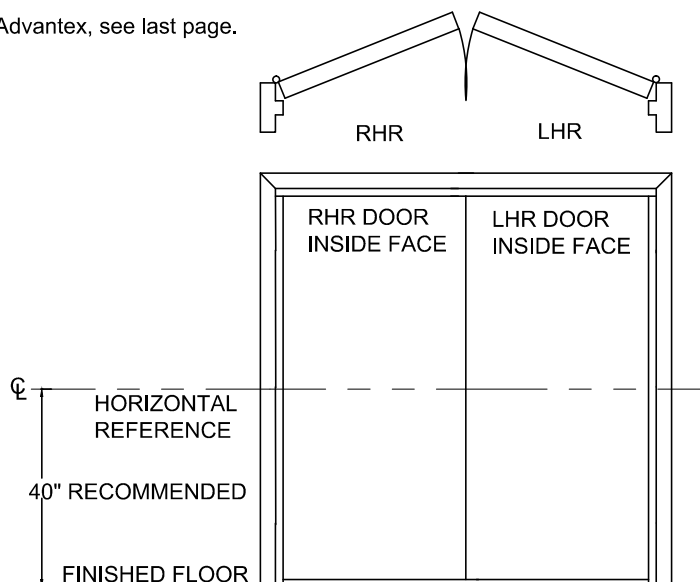 Advantex, see last page.
RHR
LHR
RHR DOOR
INSIDE FACE
LHR DOOR
INSIDE FACE
℄
HORIZONTAL
REFERENCE
40" RECOMMENDED
FINISHED FLOOR